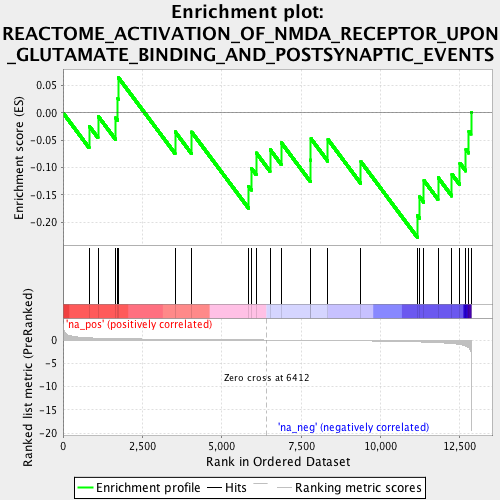 Enrichment plot:
REACTOME_ACTIVATION_OF_NMDA_RECEPTOR_UPON
_GLUTAMATE_BINDING_AND_POSTSYNAPTIC_EVENTS
Enrichment score (ES)
0.05
0.00
-0.05
-0.10
-0.15
-0.20
'na_pos' (positively correlated)
Ranked list metric (PreRanked)
0
-5
-10
-15
-20
Zero cross at 6412
'na_neg' (negatively correlated)
0
2,500
5,000
7,500
10,000
12,500
Rank in Ordered Dataset
Enrichment profile
Hits
Ranking metric scores